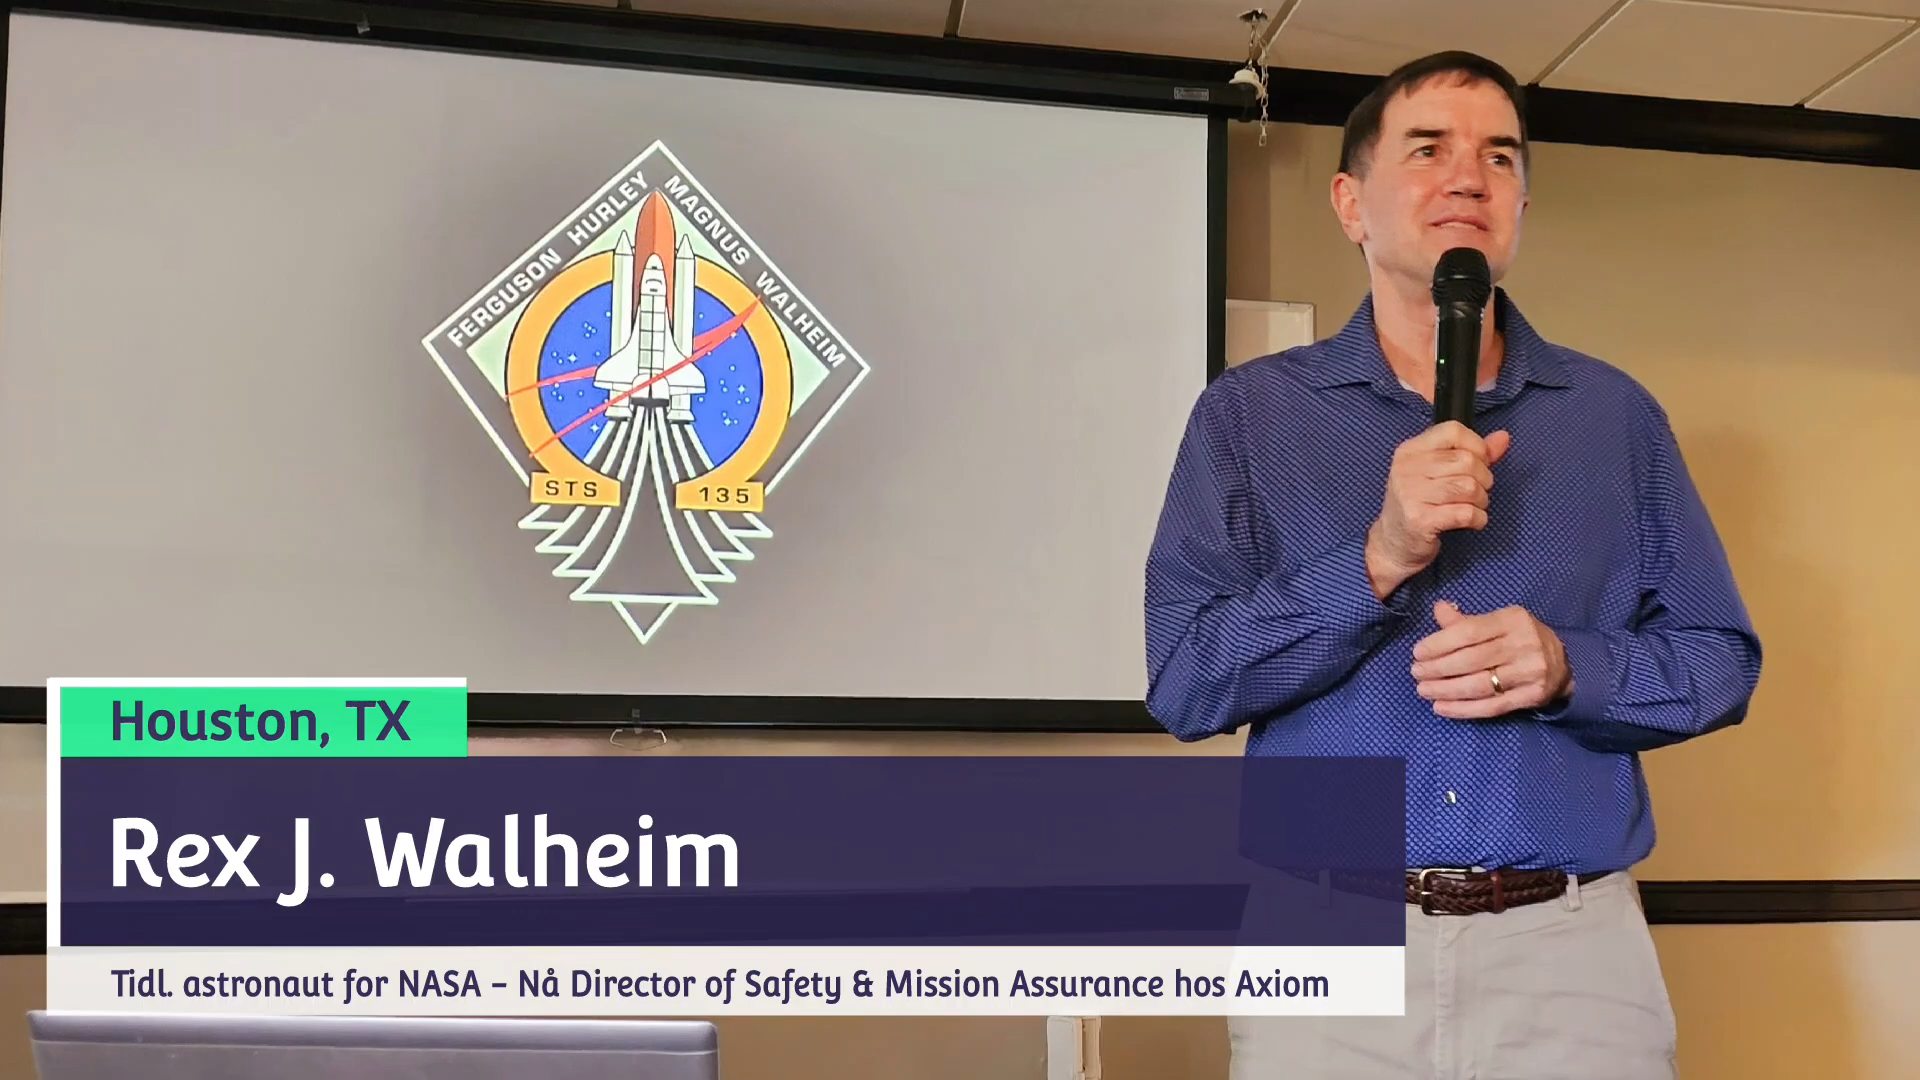 FERGUSON HURLEY MAGNUS WALHEIM
STS 135
Houston, TX
Rex J. Walheim
Tidl. astronaut for NASA – Nå Director of Safety & Mission Assurance hos Axiom